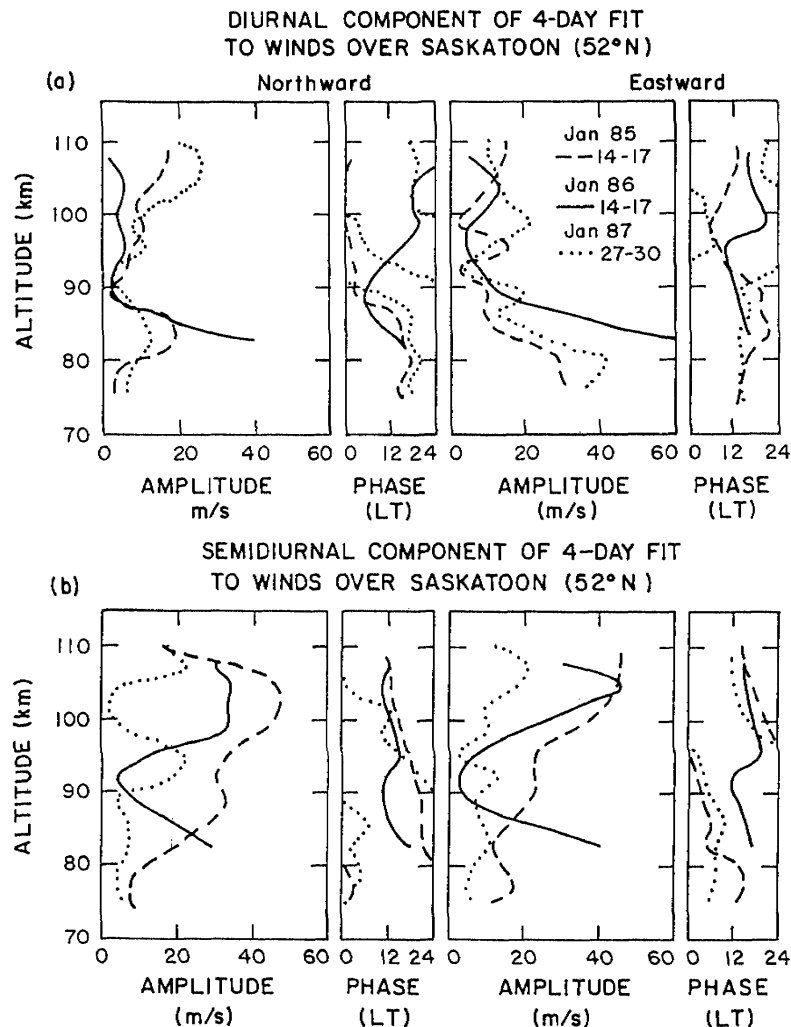 DIURNAL COMPONENT OF 4-DAY FIT
TO WINDS OVER SASKATOON (52°N)
(a)
Northward
Eastward
110
100
90
80
70
ALTITUDE (km)
Jan 85
14-17
Jan 86
14-17
Jan 87
27-30
0 20 40 60
12 24
0 20 40 60
0 12 24
AMPLITUDE
m/s
PHASE
(LT)
AMPLITUDE
(m/s)
PHASE
(LT)
SEMIDIURNAL COMPONENT OF 4-DAY FIT
TO WINDS OVER SASKATOON (52°N)
(b)
110
100
90
80
70
ALTITUDE (km)
0 20 40 60
12 24
0 20 40 60
0 12 24
AMPLITUDE
(m/s)
PHASE
(LT)
AMPLITUDE
(m/s)
PHASE
(LT)